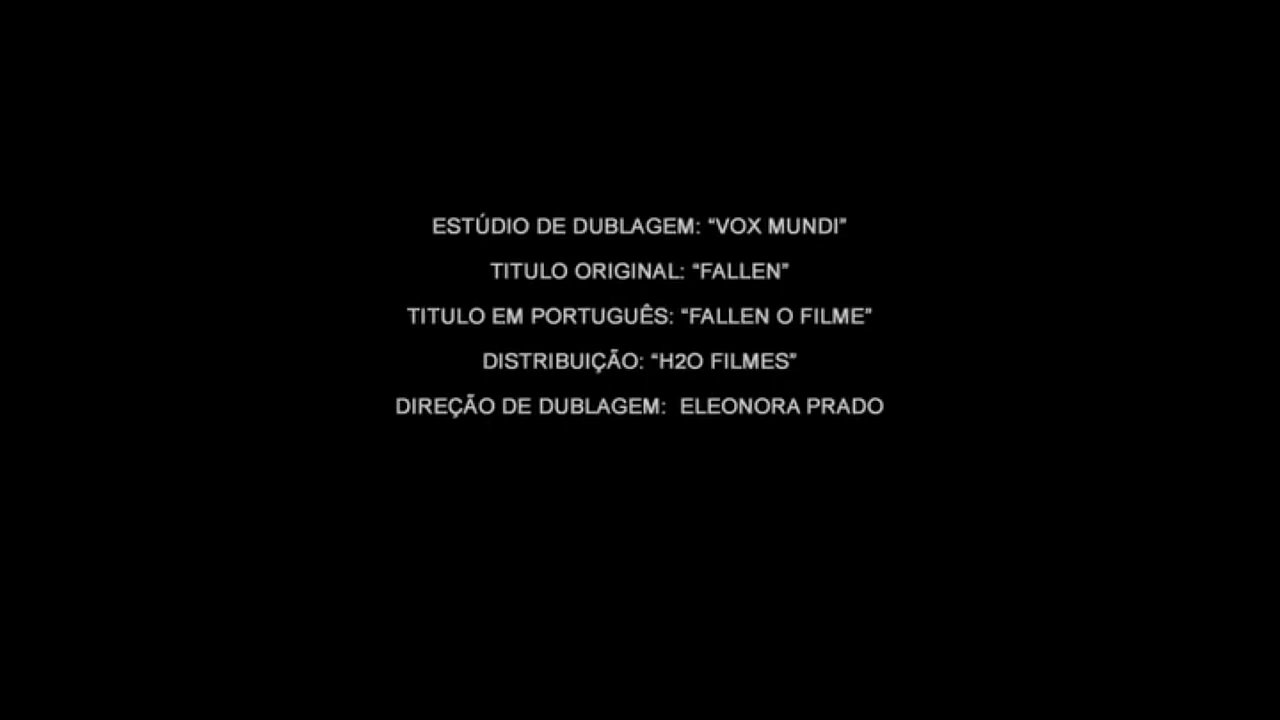 ESTÚDIO DE DUBLAGEM: “VOX MUNDI”
TITULO ORIGINAL: “FALLEN”
TITULO EM PORTUGUÊS: “FALLEN O FILME”
DISTRIBUIÇÃO: “H2O FILMES”
DIREÇÃO DE DUBLAGEM:  ELEONORA PRADO